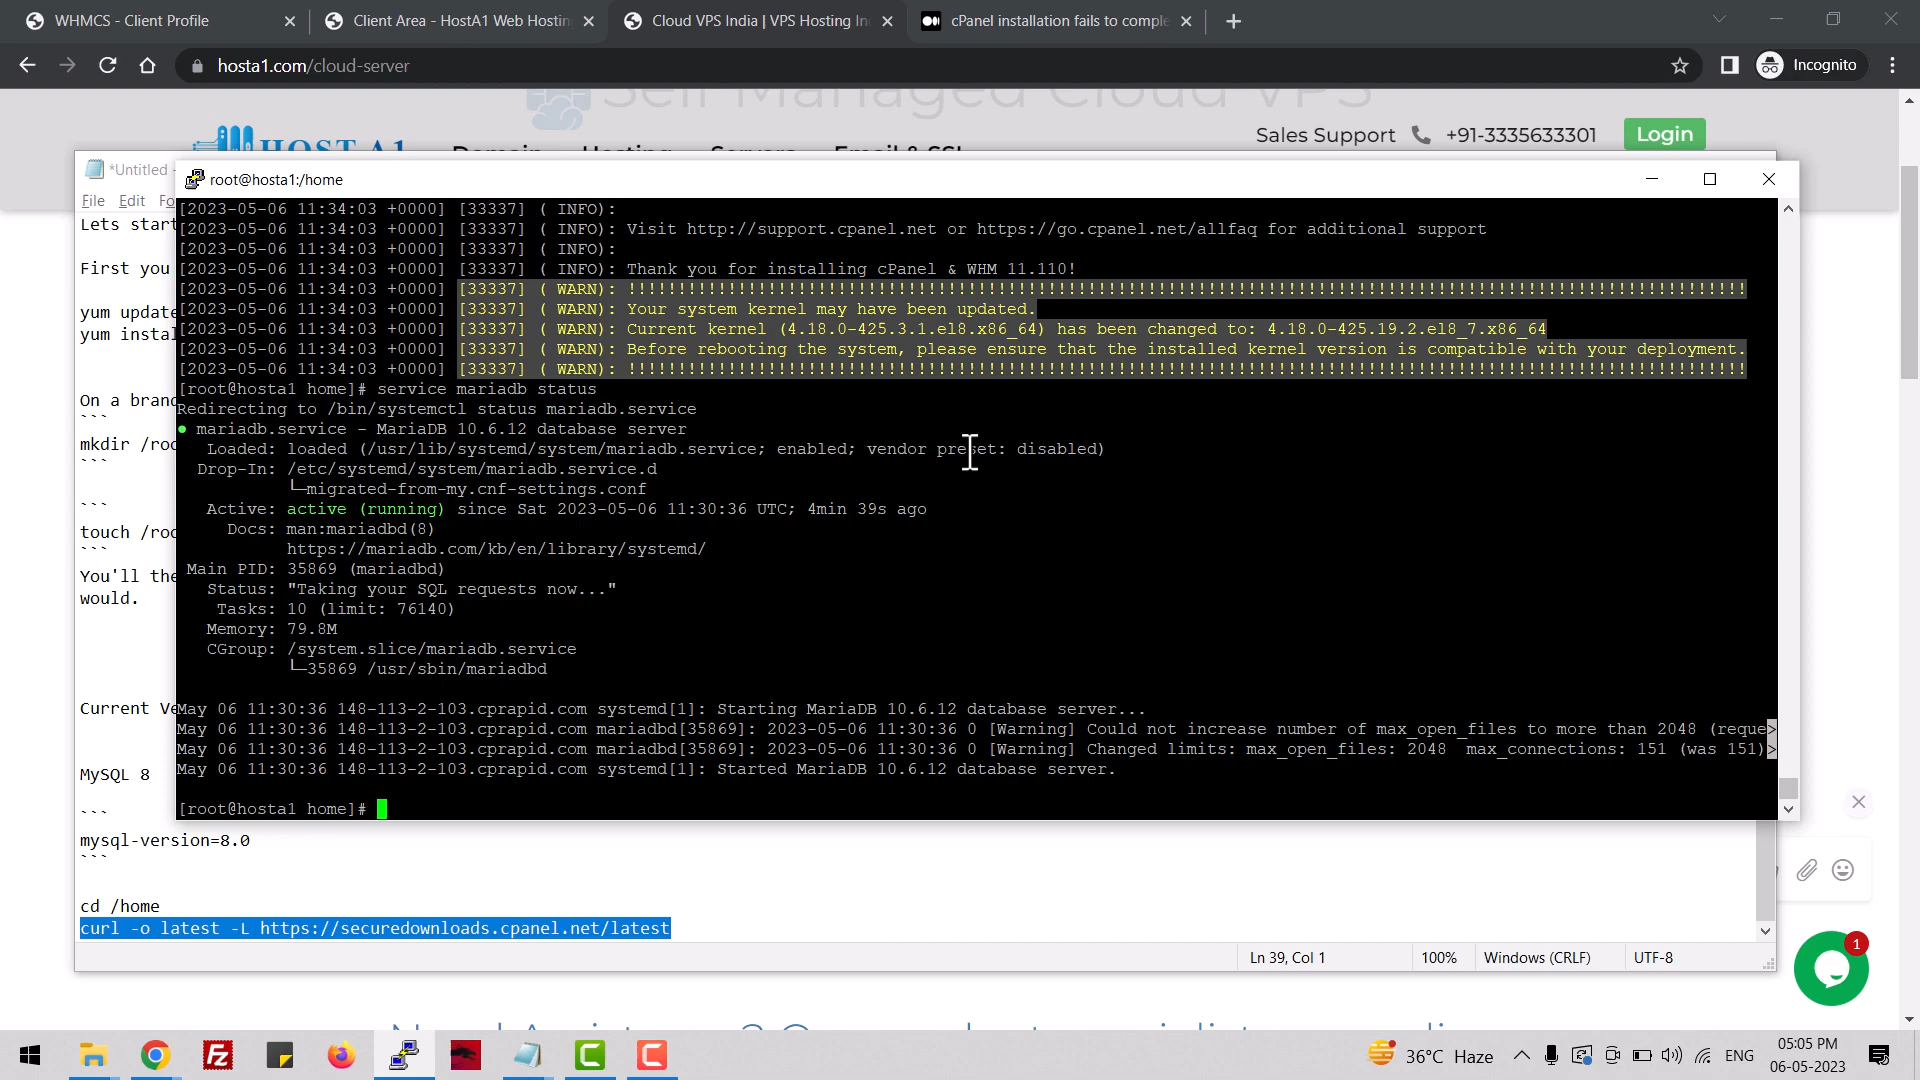 WHMCS - Client Profile
Client Area - HostA1 Web Hostin
Cloud VPS India | VPS Hosting In
cPanel installation fails to comple
hosta1.com/cloud-server
Incognito
Self Managed Cloud VPS
HOST A1
Domain
Hosting
Servers
Email & SSL
Sales Support
+91-3335633301
Login
*Untitled -
File Edit Fo
root@hosta1:/home
[2023-05-06 11:34:03 +0000] [33337] ( INFO):
[2023-05-06 11:34:03 +0000] [33337] ( INFO): Visit http://support.cpanel.net or https://go.cpanel.net/allfaq for additional support
[2023-05-06 11:34:03 +0000] [33337] ( INFO):
[2023-05-06 11:34:03 +0000] [33337] ( INFO): Thank you for installing cPanel & WHM 11.110!
[2023-05-06 11:34:03 +0000] [33337] ( WARN): !!!!!!!!!!!!!!!!!!!!!!!!!!!!!!!!!!!!!!!!!!!!!!!!!!!!!!!!!!!!!!!!!!!!!!!!!!!!!!!!!!!!!!!!!!!!!!!!!!!!!!!!!!!!!!!!
[2023-05-06 11:34:03 +0000] [33337] ( WARN): Your system kernel may have been updated.
[2023-05-06 11:34:03 +0000] [33337] ( WARN): Current kernel (4.18.0-425.3.1.el8.x86_64) has been changed to: 4.18.0-425.19.2.el8_7.x86_64
[2023-05-06 11:34:03 +0000] [33337] ( WARN): Before rebooting the system, please ensure that the installed kernel version is compatible with your deployment.
[2023-05-06 11:34:03 +0000] [33337] ( WARN): !!!!!!!!!!!!!!!!!!!!!!!!!!!!!!!!!!!!!!!!!!!!!!!!!!!!!!!!!!!!!!!!!!!!!!!!!!!!!!!!!!!!!!!!!!!!!!!!!!!!!!!!!!!!!!!!
[root@hosta1 home]# service mariadb status
Redirecting to /bin/systemctl status mariadb.service
● mariadb.service - MariaDB 10.6.12 database server
Loaded: loaded (/usr/lib/systemd/system/mariadb.service; enabled; vendor preset: disabled)
Drop-In: /etc/systemd/system/mariadb.service.d
└─migrated-from-my.cnf-settings.conf
Active: active (running) since Sat 2023-05-06 11:30:36 UTC; 4min 39s ago
Docs: man:mariadbd(8)
https://mariadb.com/kb/en/library/systemd/
Main PID: 35869 (mariadbd)
Status: "Taking your SQL requests now..."
Tasks: 10 (limit: 76140)
Memory: 79.8M
CGroup: /system.slice/mariadb.service
└─35869 /usr/sbin/mariadbd
May 06 11:30:36 148-113-2-103.cprapid.com systemd[1]: Starting MariaDB 10.6.12 database server...
May 06 11:30:36 148-113-2-103.cprapid.com mariadbd[35869]: 2023-05-06 11:30:36 0 [Warning] Could not increase number of max_open_files to more than 2048 (reque>
May 06 11:30:36 148-113-2-103.cprapid.com mariadbd[35869]: 2023-05-06 11:30:36 0 [Warning] Changed limits: max_open_files: 2048 max_connections: 151 (was 151)>
May 06 11:30:36 148-113-2-103.cprapid.com systemd[1]: Started MariaDB 10.6.12 database server.
[root@hosta1 home]#
Lets start
First you
yum update
yum instal
On a brand
```
mkdir /roo
```
```
touch /roo
```
You'll the
would.
Current Ve
MySQL 8
```
mysql-version=8.0
```
cd /home
curl -o latest -L https://securedownloads.cpanel.net/latest
Ln 39, Col 1
100%
Windows (CRLF)
UTF-8
1
36°C Haze
ENG
05:05 PM
06-05-2023